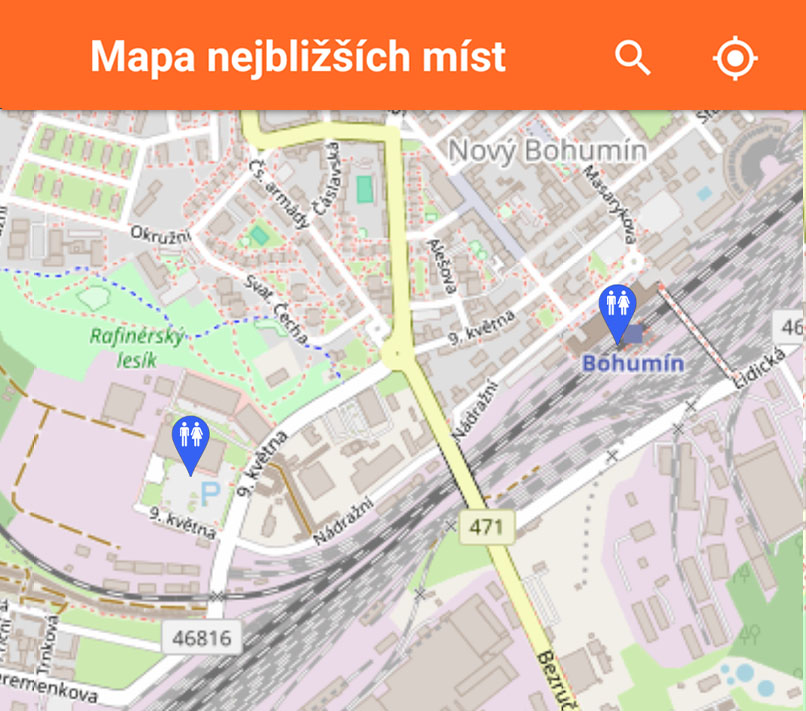 Mapa nejbližších míst
Nový Bohumín
Čs. armády
Čáslavská
Masarykova
Okružní
Alešova
Svat. Čecha
9. května
Rafinérský
lesík
Bohumín
46
Lidická
Nádražní
9. května
P
9. května
Nádražní
471
46816
Trnková
Bezruč